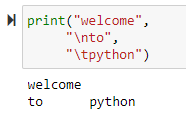 print("welcome",
"\nto",
"\tpython")
welcome
to python